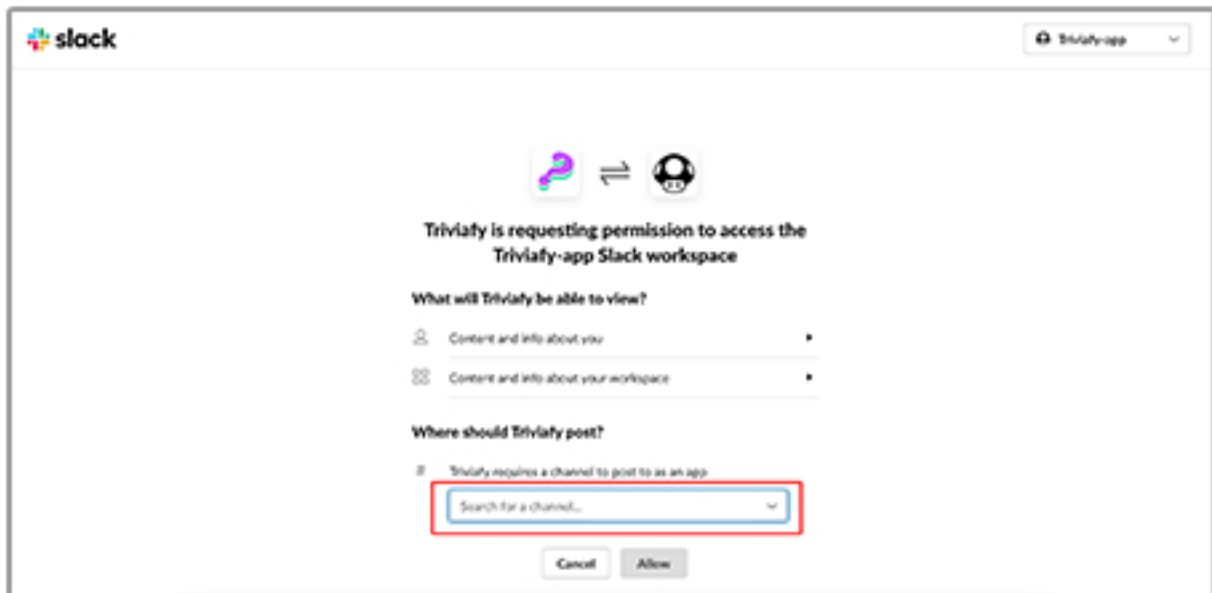 slack
Triviafy-app
Triviafy is requesting permission to access the
Triviafy-app Slack workspace
What will Triviafy be able to view?
Content and info about you
Content and info about your workspace
Where should Triviafy post?
# Triviafy requires a channel to post to as an app
Search for a channel...
Cancel Allow